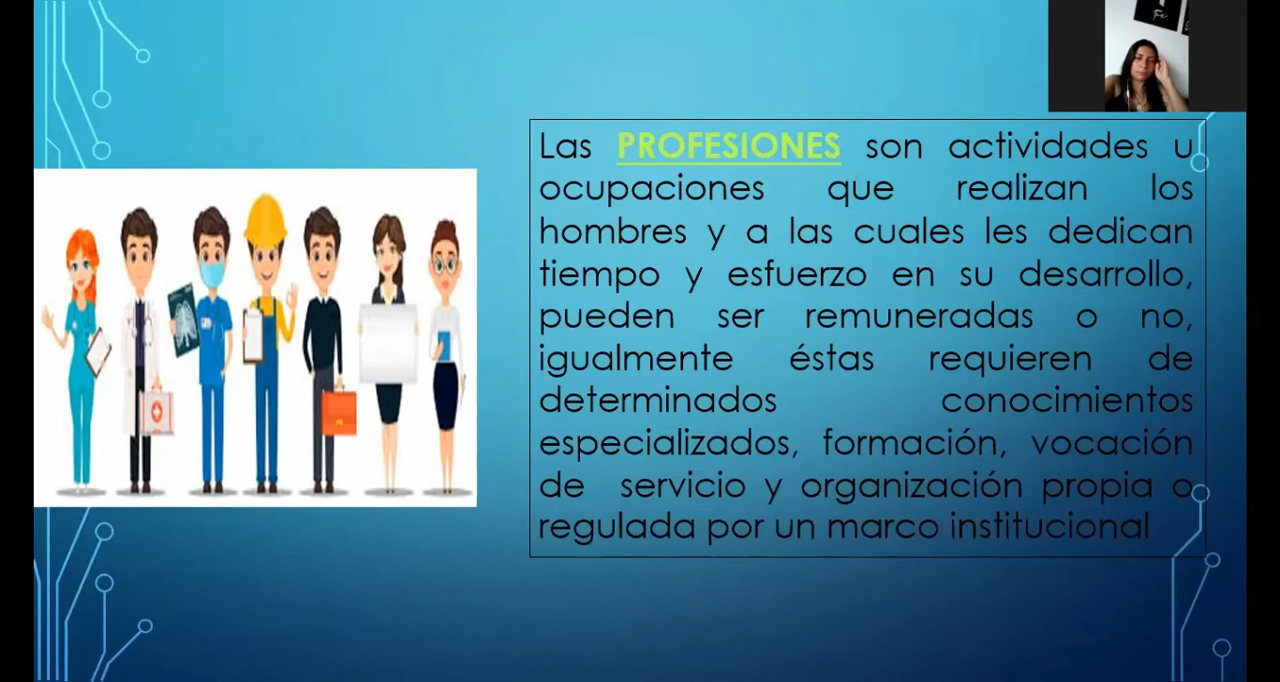 Las PROFESIONES son actividades u
ocupaciones que realizan los
hombres y a las cuales les dedican
tiempo y esfuerzo en su desarrollo,
pueden ser remuneradas o no,
igualmente éstas requieren de
determinados conocimientos
especializados, formación, vocación
de servicio y organización propia o
regulada por un marco institucional